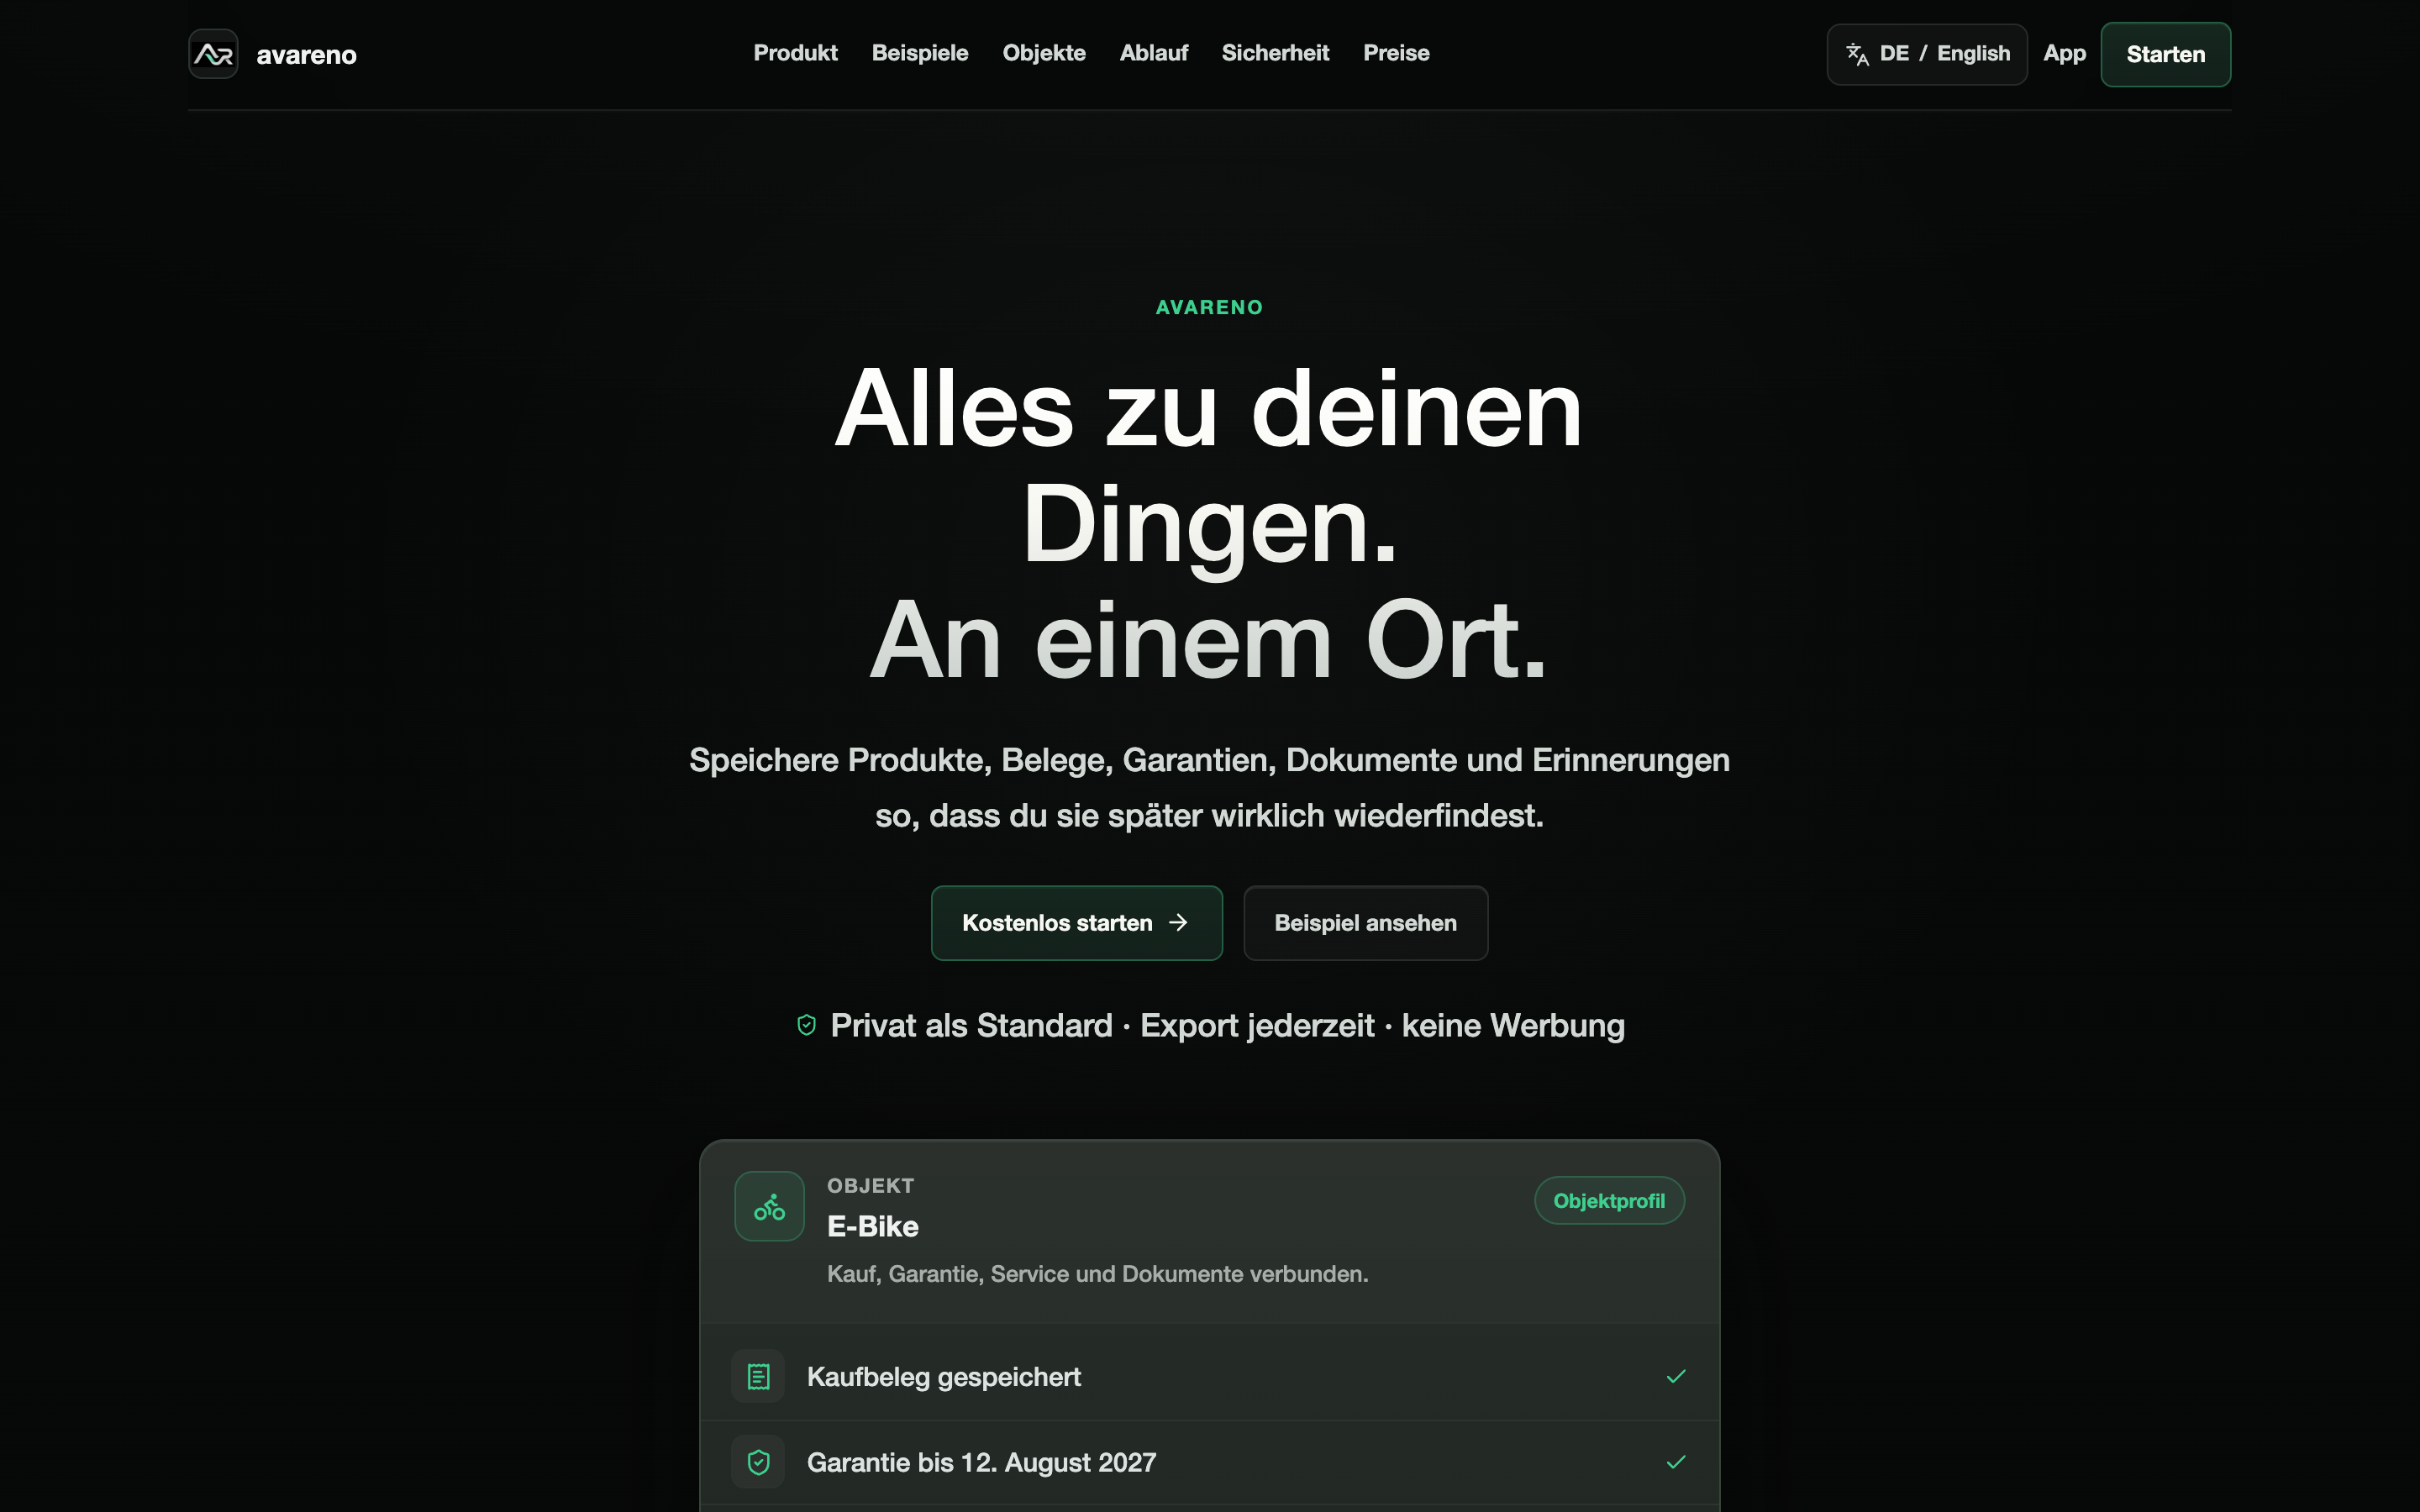 avareno
Produkt Beispiele Objekte Ablauf Sicherheit Preise
DE / English App Starten
AVARENO
Alles zu deinen
Dingen.
An einem Ort.
Speichere Produkte, Belege, Garantien, Dokumente und Erinnerungen
so, dass du sie später wirklich wiederfindest.
Kostenlos starten → Beispiel ansehen
Privat als Standard · Export jederzeit · keine Werbung
OBJEKT
E-Bike
Objektprofil
Kauf, Garantie, Service und Dokumente verbunden.
Kaufbeleg gespeichert
Garantie bis 12. August 2027